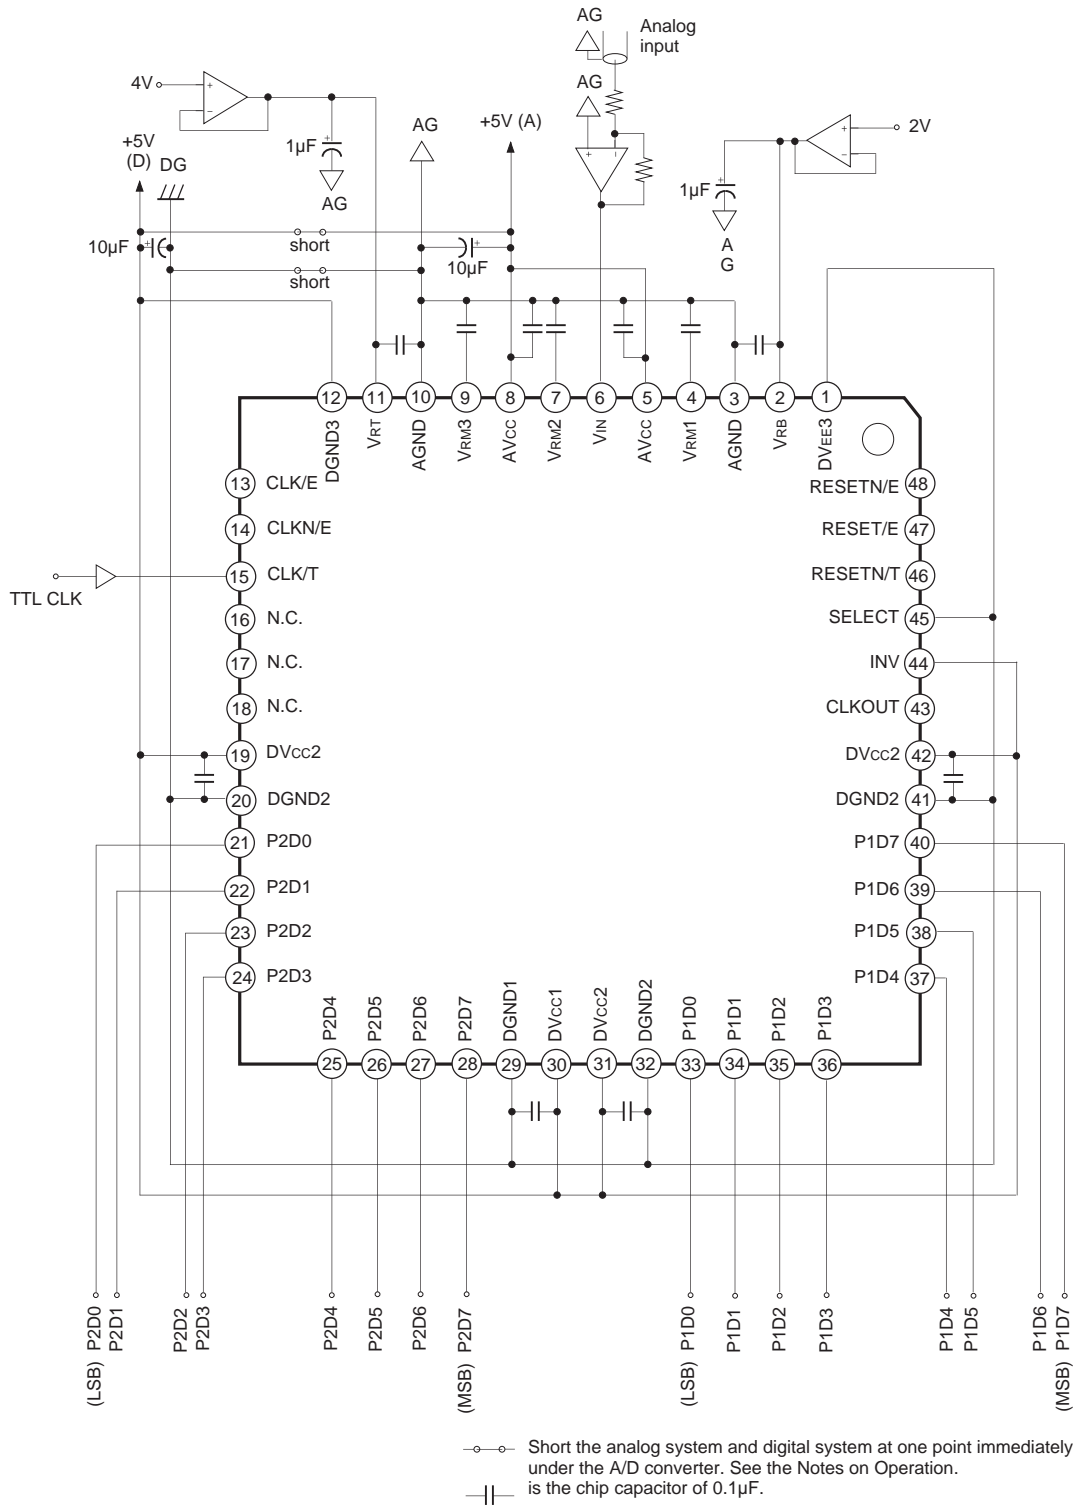 AG
Analog
input
4V
AG
+5V (A)
AG
2V
+5V
(D)
DG
1µF
AG
1µF
A
G
10µF
short
10µF
short
12
11
10
9
8
7
6
5
4
3
2
1
DGND3
VRT
AGND
VRM3
AVCC
VRM2
VIN
AVCC
VRM1
AGND
VRB
DVEE3
13 CLK/E
RESETN/E 48
14 CLKN/E
RESET/E 47
TTL CLK
15 CLK/T
RESETN/T 46
16 N.C.
SELECT 45
17 N.C.
INV 44
18 N.C.
CLKOUT 43
19 DVCC2
DVCC2 42
20 DGND2
DGND2 41
21 P2D0
P1D7 40
22 P2D1
P1D6 39
23 P2D2
P1D5 38
24 P2D3
P1D4 37
P2D4
P2D5
P2D6
P2D7
DGND1
DVCC1
DVCC2
DGND2
P1D0
P1D1
P1D2
P1D3
25
26
27
28
29
30
31
32
33
34
35
36
(LSB) P2D0
P2D1
P2D2
P2D3
P2D4
P2D5
P2D6
(MSB) P2D7
(LSB) P1D0
P1D1
P1D2
P1D3
P1D4
P1D5
P1D6
(MSB) P1D7
Short the analog system and digital system at one point immediately
under the A/D converter. See the Notes on Operation.
is the chip capacitor of 0.1µF.